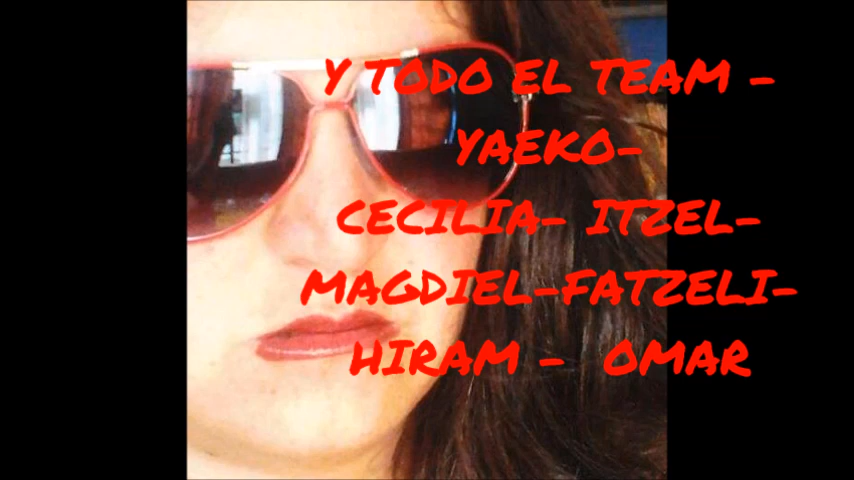 Y TODO EL TEAM -
YAEKO-
CECILIA- ITZEL-
MAGDIEL-FATZELI-
HIRAM - OMAR